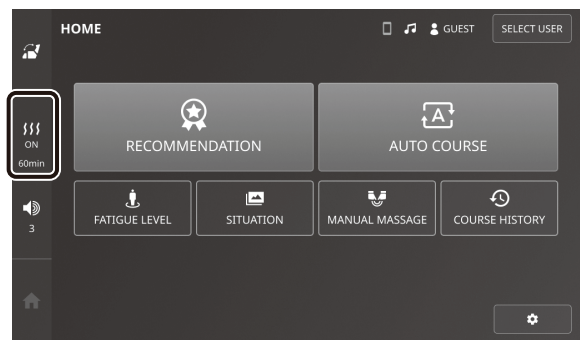 HOME
GUEST
SELECT USER
ON
60min
3
RECOMMENDATION
AUTO COURSE
FATIGUE LEVEL
SITUATION
MANUAL MASSAGE
COURSE HISTORY